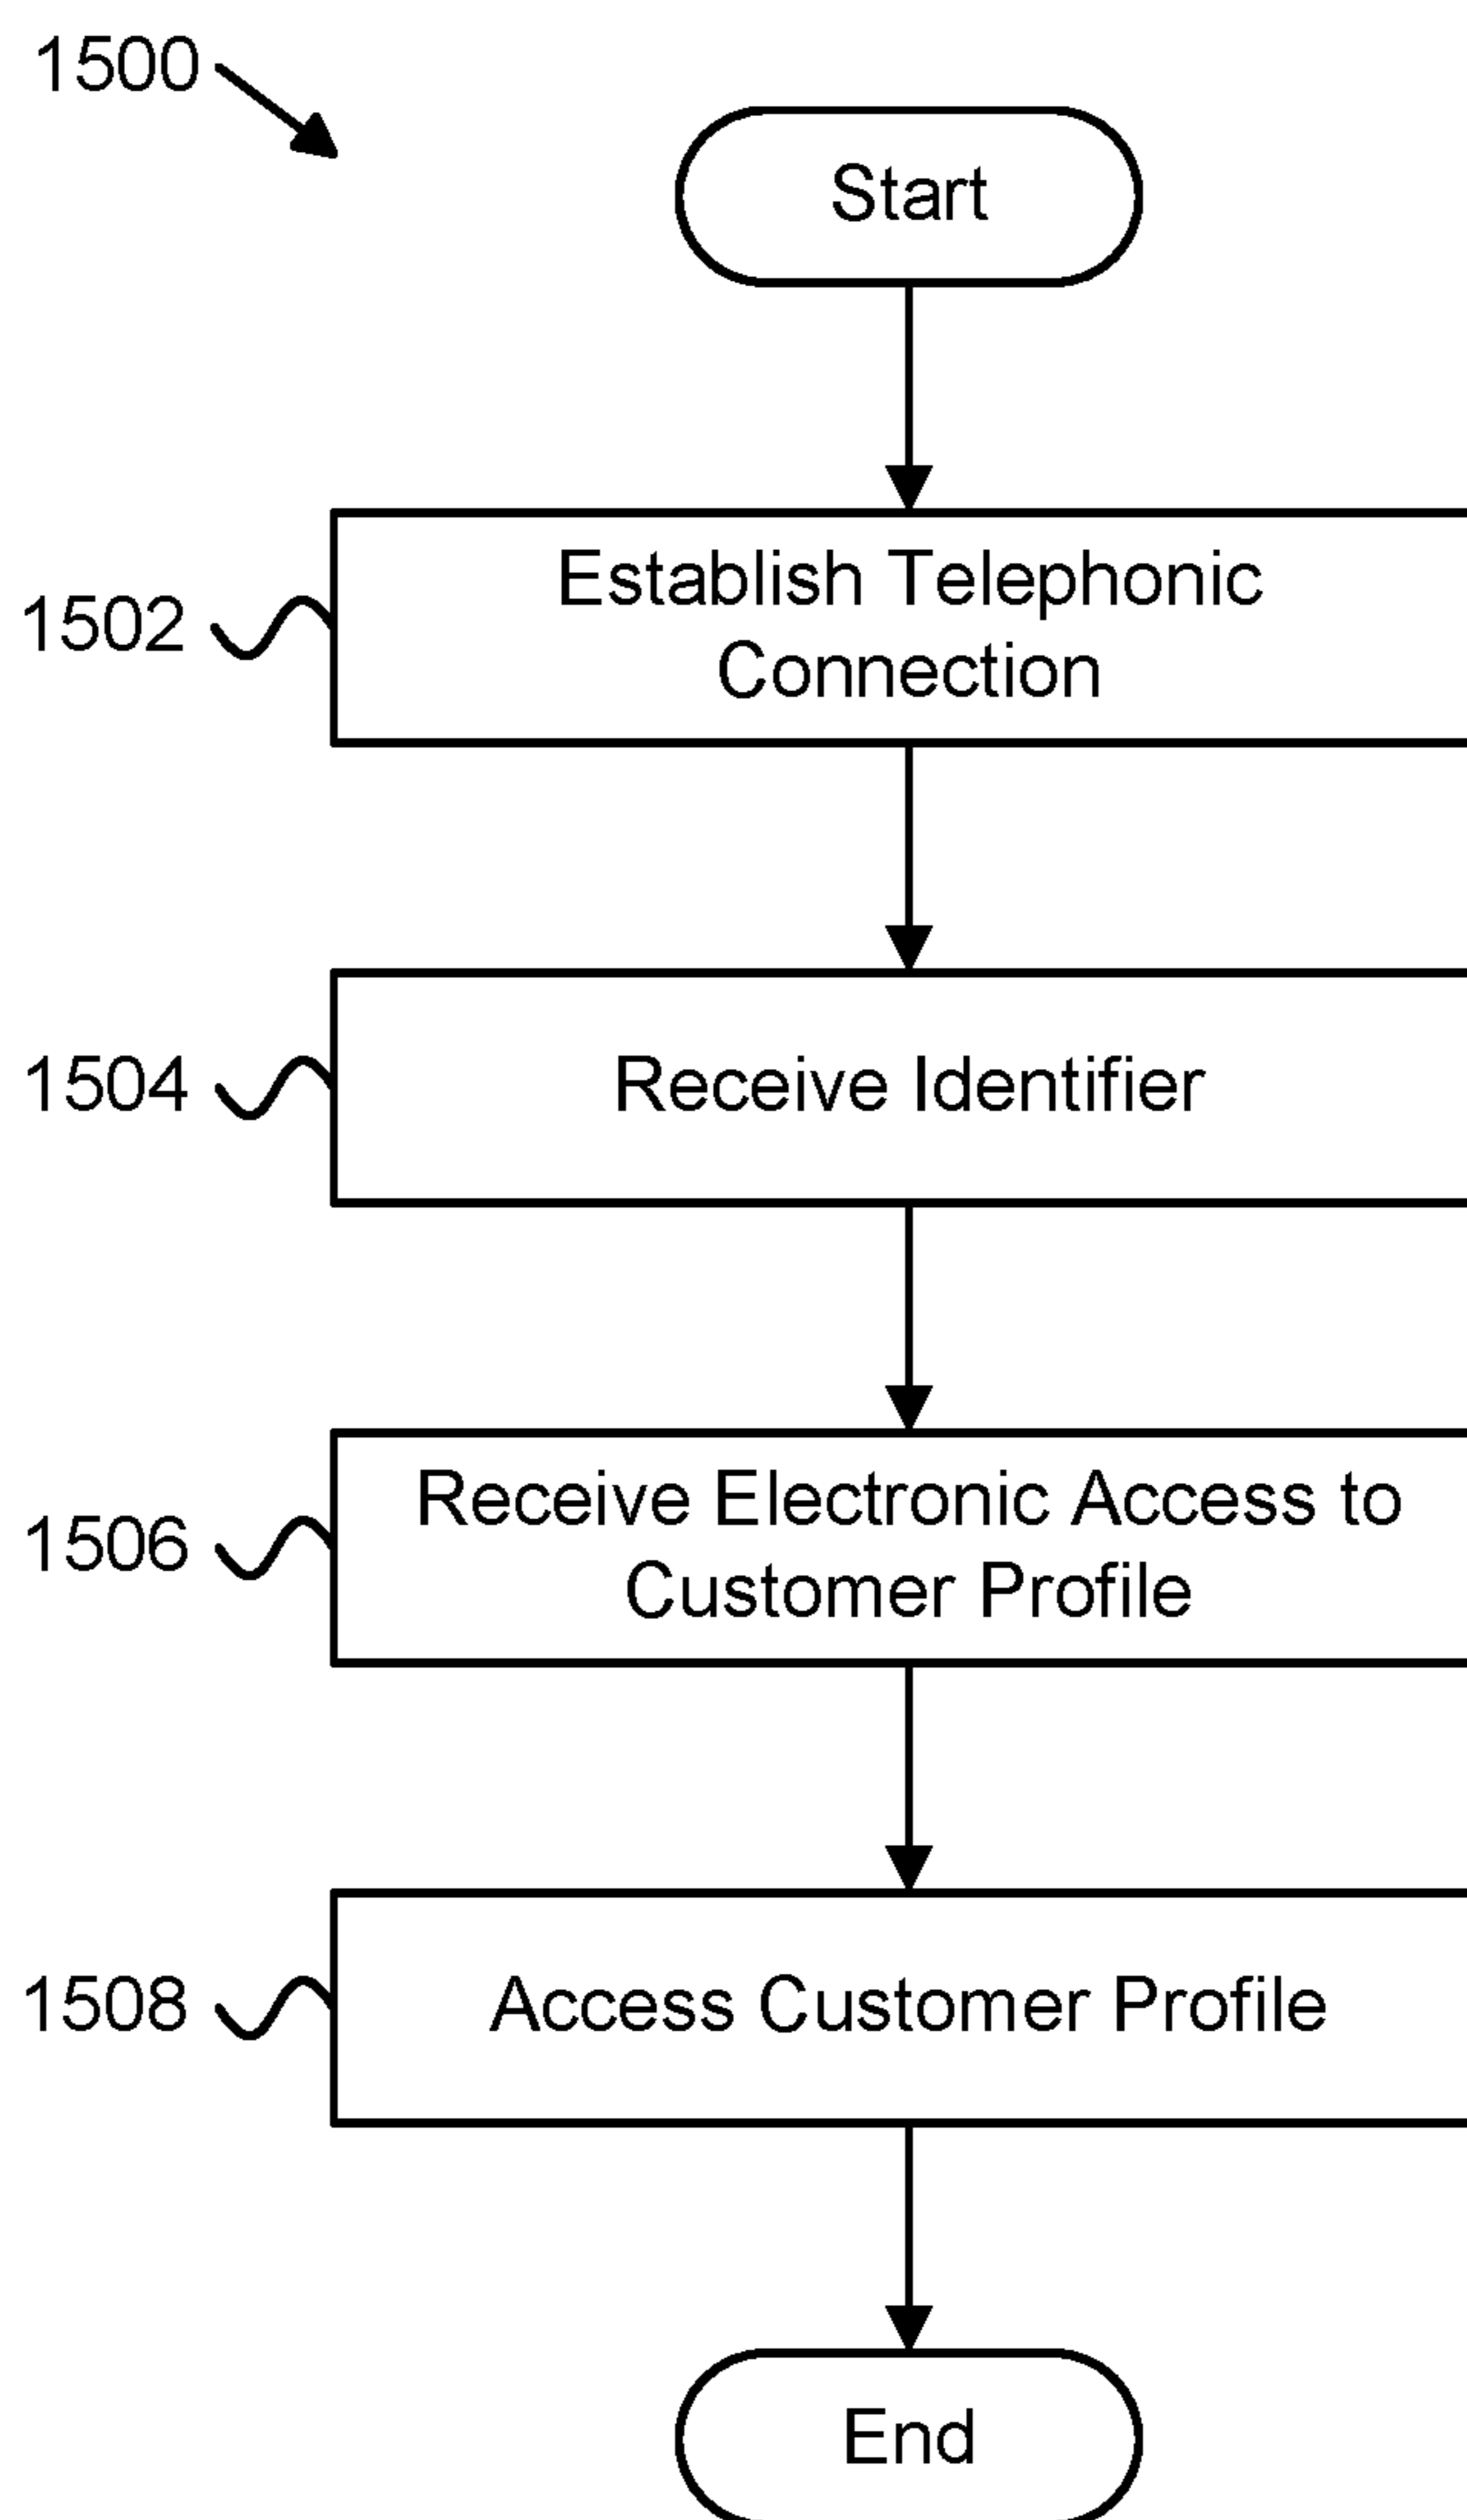 1500
Start
1502
Establish Telephonic
Connection
1504
Receive Identifier
1506
Receive Electronic Access to
Customer Profile
1508
Access Customer Profile
End